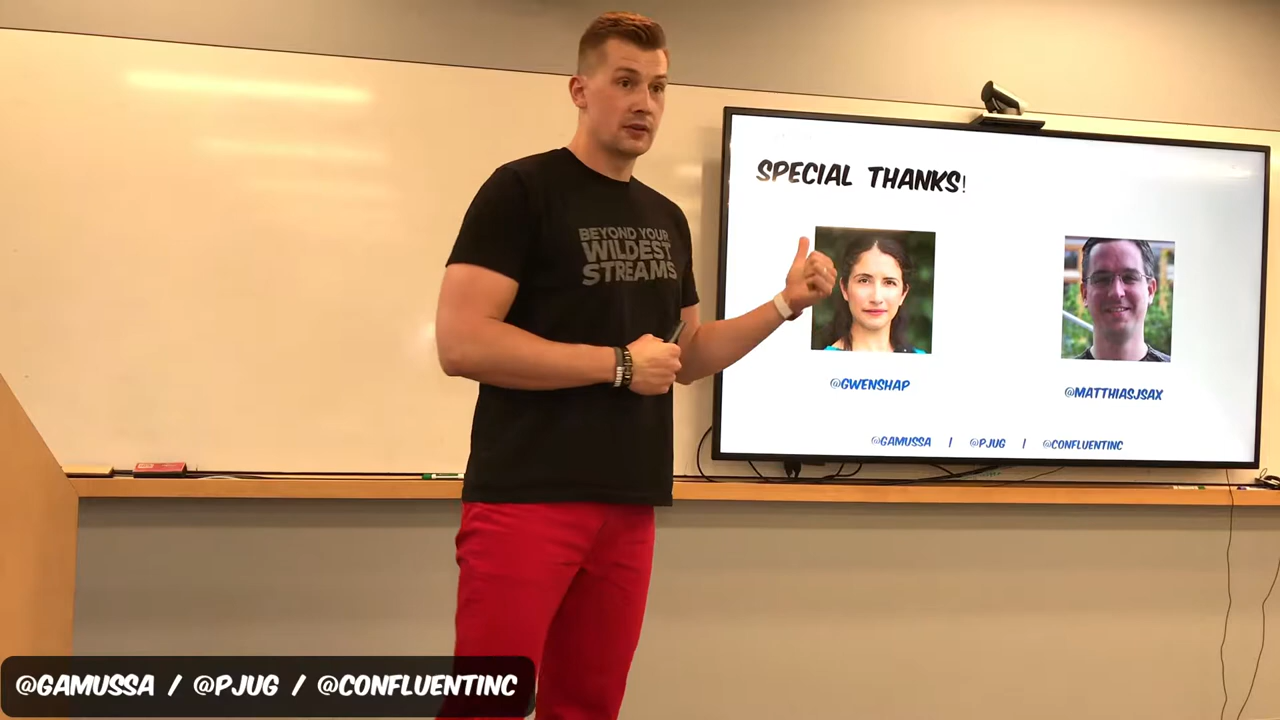 SPECIAL THANKS!
BEYOND YOUR
WILDEST
STREAMS
@GWENSHAP
@MATTHIASJSAX
@GAMUSSA | @PJUG | @CONFLUENTINC
@GAMUSSA / @PJUG / @CONFLUENTINC